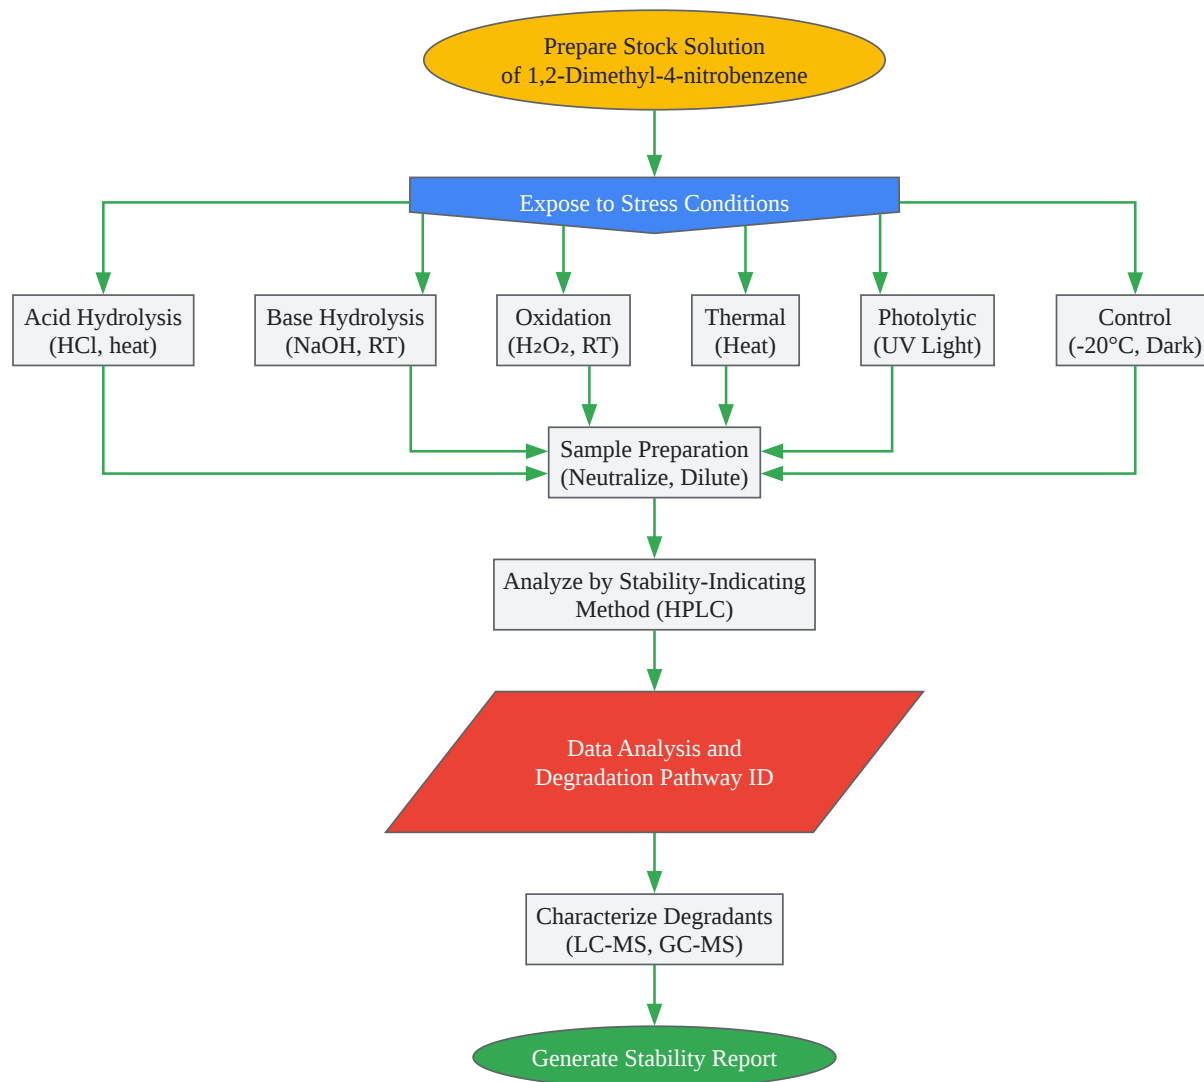 Prepare Stock Solution
of 1,2-Dimethyl-4-nitrobenzene
Expose to Stress Conditions
Acid Hydrolysis
(HCl, heat)
Base Hydrolysis
(NaOH, RT)
Oxidation
(H₂O₂, RT)
Thermal
(Heat)
Photolytic
(UV Light)
Control
(-20°C, Dark)
Sample Preparation
(Neutralize, Dilute)
Analyze by Stability-Indicating
Method (HPLC)
Data Analysis and
Degradation Pathway ID
Characterize Degradants
(LC-MS, GC-MS)
Generate Stability Report